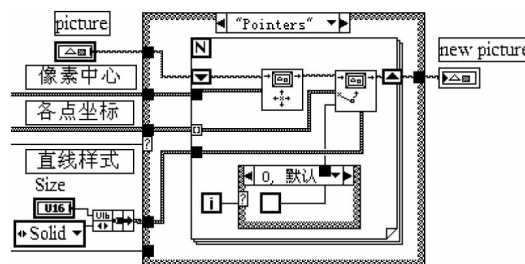 picture
"Pointers"
new picture
N
像素中心
各点坐标
?
直线样式
Size
0, 默认
U16
i
?
Solid